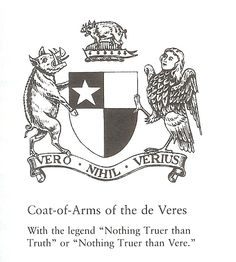 VERO · NIHIL · VERIUS
Coat-of-Arms of the de Veres
With the legend "Nothing Truer than
Truth" or "Nothing Truer than Vere."